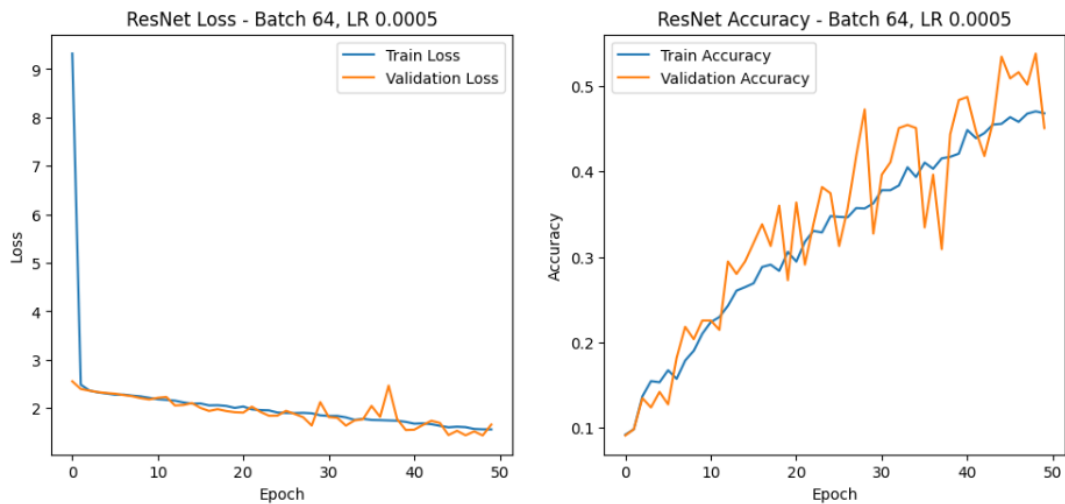 ResNet Loss - Batch 64, LR 0.0005
Train Loss
Validation Loss
9
8
7
6
5
4
3
2
Loss
0 10 20 30 40 50
Epoch
ResNet Accuracy - Batch 64, LR 0.0005
Train Accuracy
Validation Accuracy
0.5
0.4
0.3
0.2
0.1
Accuracy
0 10 20 30 40 50
Epoch